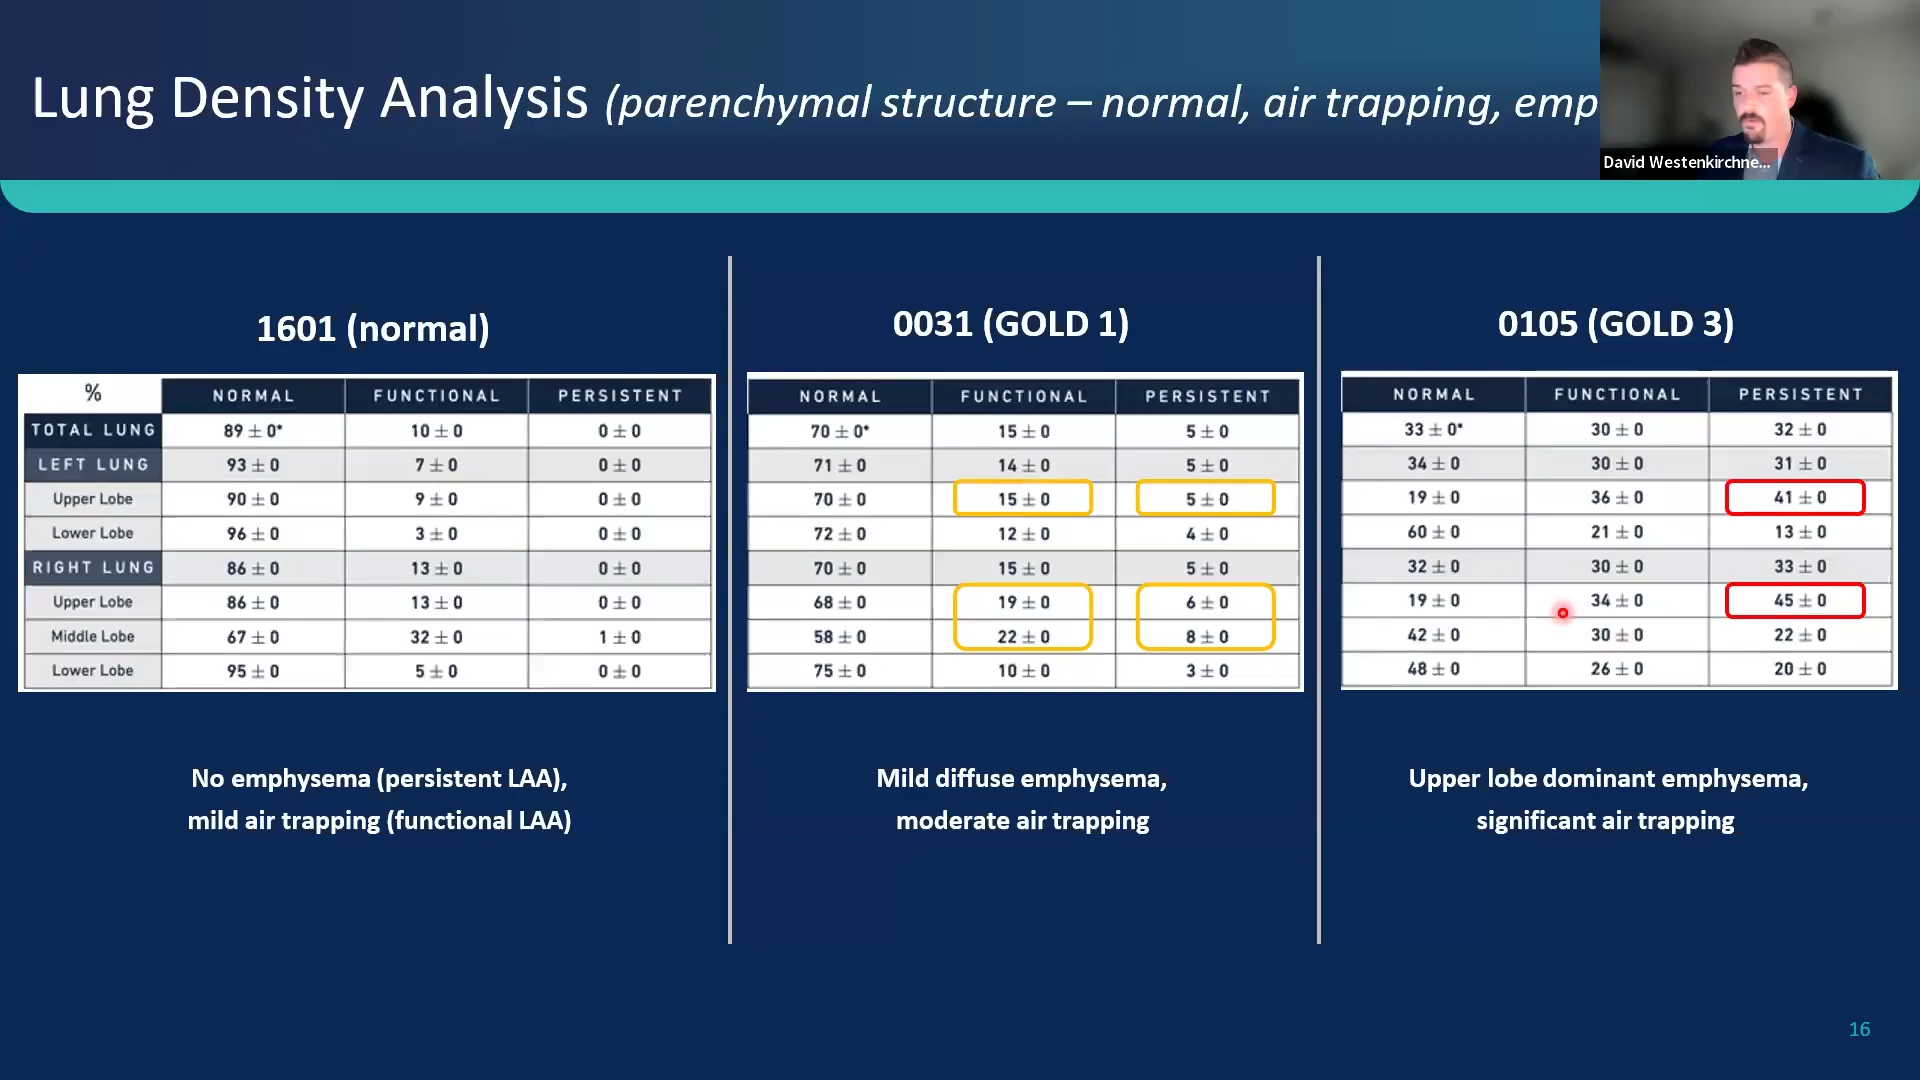 Lung Density Analysis (parenchymal structure – normal, air trapping, emp
David Westenkirchne...
1601 (normal)
% NORMAL FUNCTIONAL PERSISTENT
TOTAL LUNG 89 ± 0* 10 ± 0 0 ± 0
LEFT LUNG 93 ± 0 7 ± 0 0 ± 0
Upper Lobe 90 ± 0 9 ± 0 0 ± 0
Lower Lobe 96 ± 0 3 ± 0 0 ± 0
RIGHT LUNG 86 ± 0 13 ± 0 0 ± 0
Upper Lobe 86 ± 0 13 ± 0 0 ± 0
Middle Lobe 67 ± 0 32 ± 0 1 ± 0
Lower Lobe 95 ± 0 5 ± 0 0 ± 0
No emphysema (persistent LAA),
mild air trapping (functional LAA)
0031 (GOLD 1)
NORMAL FUNCTIONAL PERSISTENT
70 ± 0* 15 ± 0 5 ± 0
71 ± 0 14 ± 0 5 ± 0
70 ± 0 15 ± 0 5 ± 0
72 ± 0 12 ± 0 4 ± 0
70 ± 0 15 ± 0 5 ± 0
68 ± 0 19 ± 0 6 ± 0
58 ± 0 22 ± 0 8 ± 0
75 ± 0 10 ± 0 3 ± 0
Mild diffuse emphysema,
moderate air trapping
0105 (GOLD 3)
NORMAL FUNCTIONAL PERSISTENT
33 ± 0* 30 ± 0 32 ± 0
34 ± 0 30 ± 0 31 ± 0
19 ± 0 36 ± 0 41 ± 0
60 ± 0 21 ± 0 13 ± 0
32 ± 0 30 ± 0 33 ± 0
19 ± 0 34 ± 0 45 ± 0
42 ± 0 30 ± 0 22 ± 0
48 ± 0 26 ± 0 20 ± 0
Upper lobe dominant emphysema,
significant air trapping
16